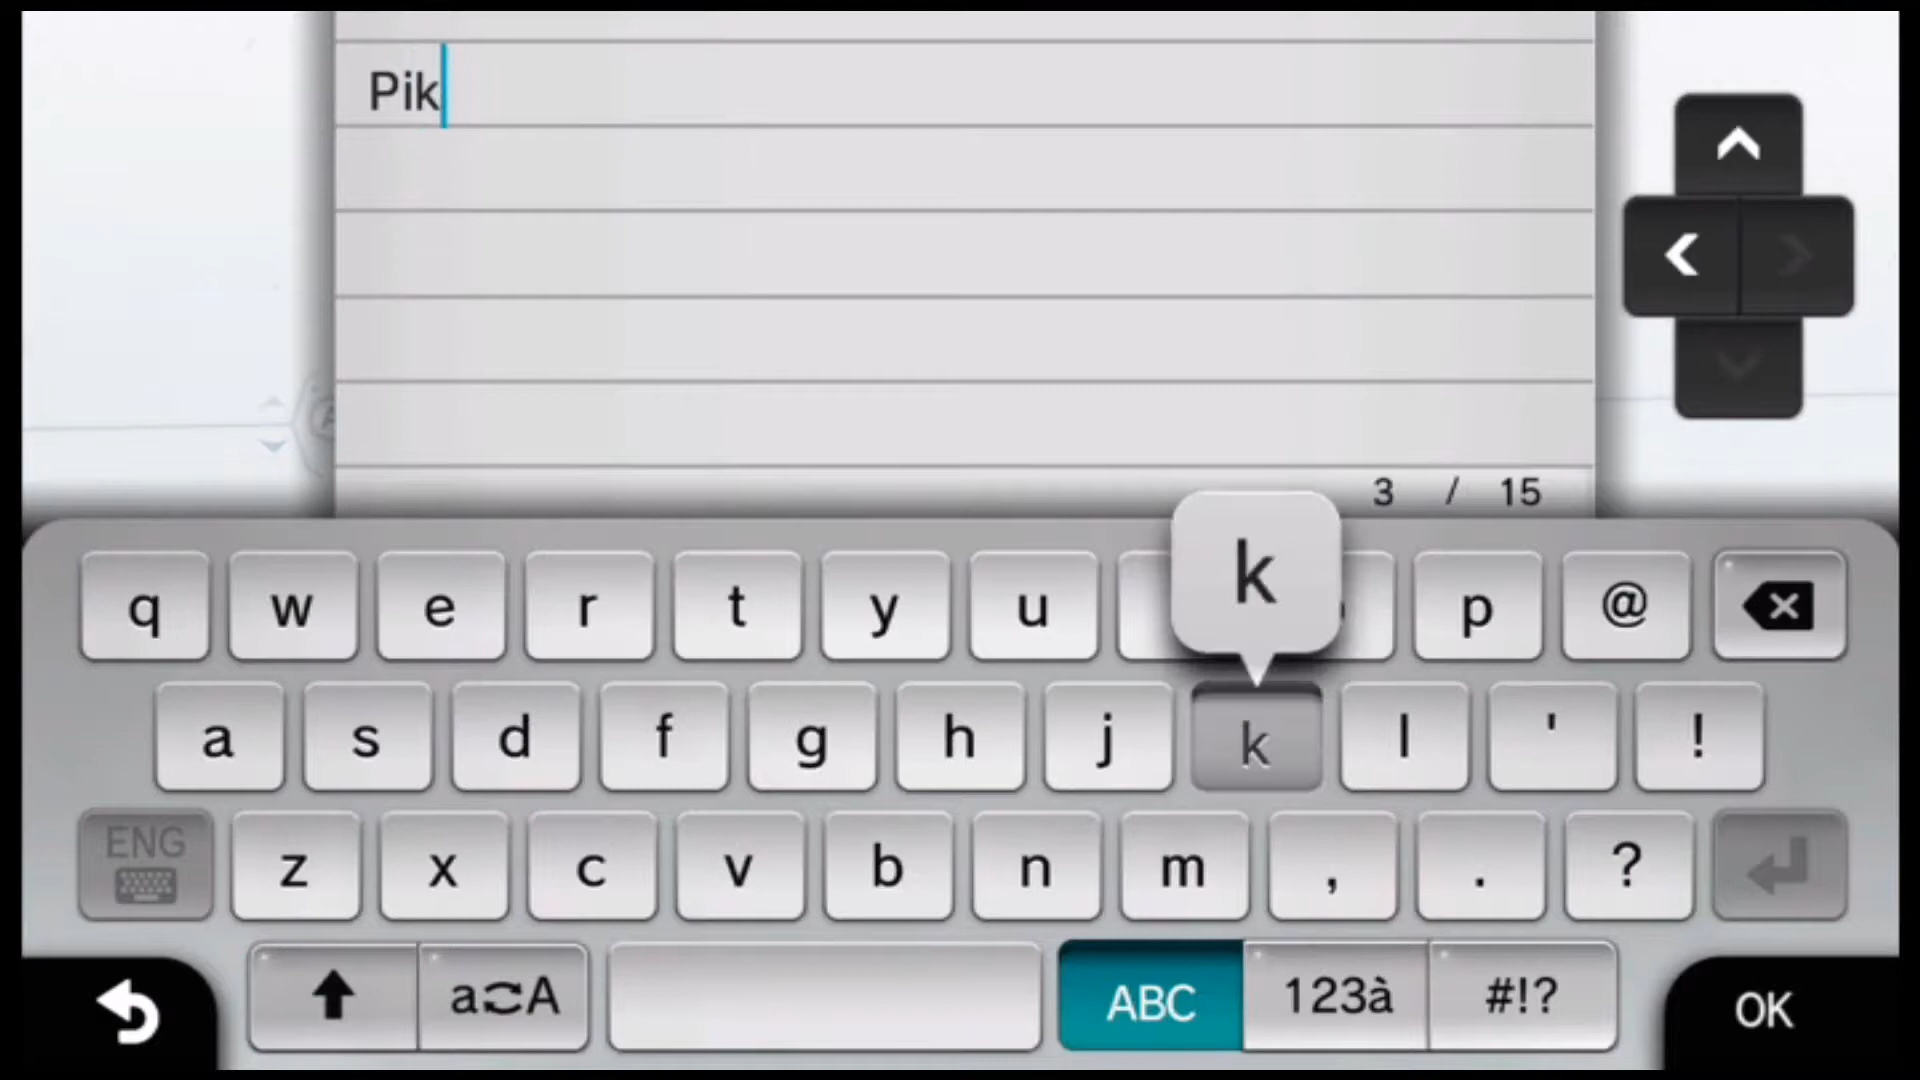 Pik
3 / 15
k
q w e r t y u p @
a s d f g h j k l ' !
ENG z x c v b n m , . ?
a A ABC 123à #!?
OK